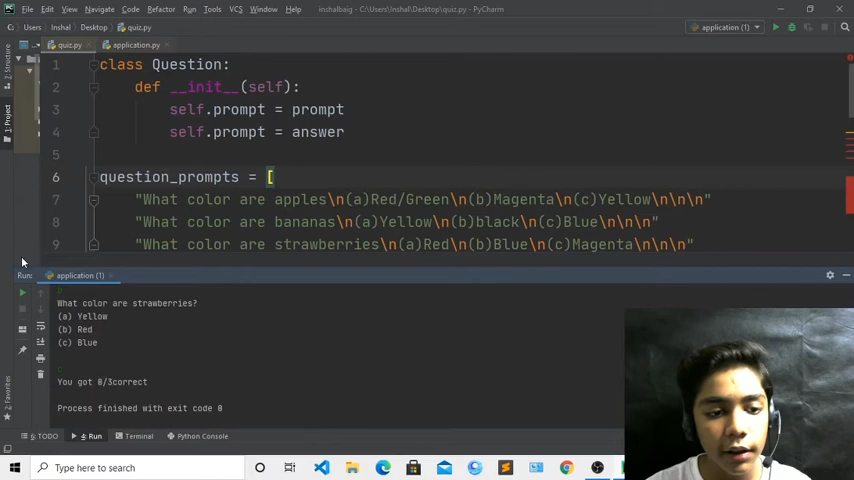 File Edit View Navigate Code Refactor Run Tools VCS Window Help inshalbaig - C:\Users\Inshal\Desktop\quiz.py - PyCharm
C: Users Inshal Desktop quiz.py application (1)
quiz.py application.py
1 class Question:
2 def __init__(self):
3 self.prompt = prompt
4 self.prompt = answer
5
6 question_prompts = [
7 "What color are apples\n(a)Red/Green\n(b)Magenta\n(c)Yellow\n\n\n"
8 "What color are bananas\n(a)Yellow\n(b)black\n(c)Blue\n\n\n"
9 "What color are strawberries\n(a)Red\n(b)Blue\n(c)Magenta\n\n\n"
Z: Structure
1: Project
2: Favorites
Run: application (1)
What color are strawberries?
(a) Yellow
(b) Red
(c) Blue
You got 0/3correct
Process finished with exit code 0
6: TODO 4: Run Terminal Python Console
Type here to search